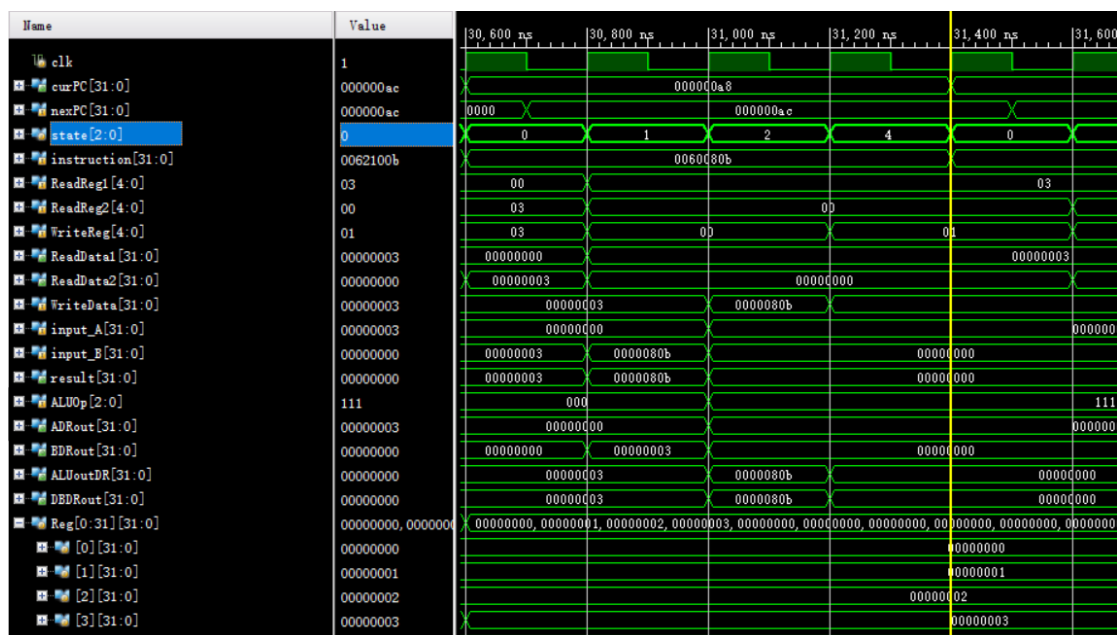 Name Value
30,600 ns 30,800 ns 31,000 ns 31,200 ns 31,400 ns 31,600
clk 1
curPC[31:0] 000000ac 000000a8
nexPC[31:0] 000000ac 0000 000000ac
state[2:0] 0 0 1 2 4 0
instruction[31:0] 0062100b 0060080b
ReadReg1[4:0] 03 00 03
ReadReg2[4:0] 00 03 00
WriteReg[4:0] 01 03 00 01
ReadData1[31:0] 00000003 00000000 00000003
ReadData2[31:0] 00000000 00000003 00000000
WriteData[31:0] 00000003 00000003 0000080b
input_A[31:0] 00000003 00000000 000000
input_B[31:0] 00000000 00000003 0000080b 00000000
result[31:0] 00000000 00000003 0000080b 00000000
ALUOp[2:0] 111 000 111
ADRout[31:0] 00000003 00000000 000000
BDRout[31:0] 00000000 00000000 00000003 00000000
ALUoutDR[31:0] 00000000 00000003 0000080b 00000000
DBDRout[31:0] 00000000 00000003 0000080b 00000000
Reg[0:31][31:0] 00000000,0000000 00000000,00000001,00000002,00000003,00000000,00000000,00000000,00000000,00000000,0000000
[0][31:0] 00000000 00000000
[1][31:0] 00000001 00000001
[2][31:0] 00000002 00000002
[3][31:0] 00000003 00000003